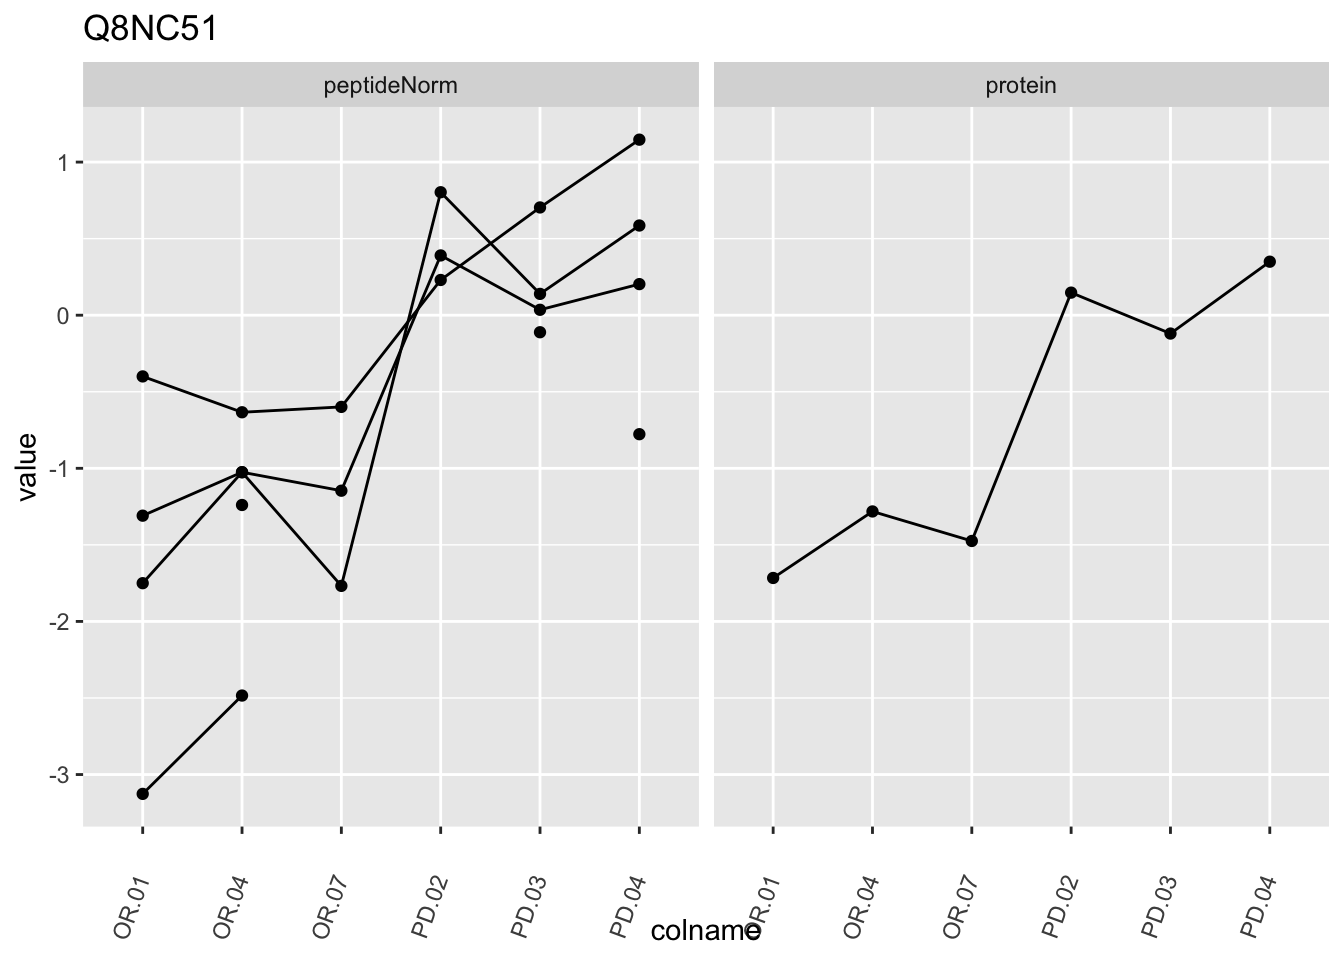 Q8NC51
peptideNorm protein
1
0
-1
-2
-3
value
OR.01 OR.04 OR.07 PD.02 PD.03 PD.04 OR.01 OR.04 OR.07 PD.02 PD.03 PD.04
colname